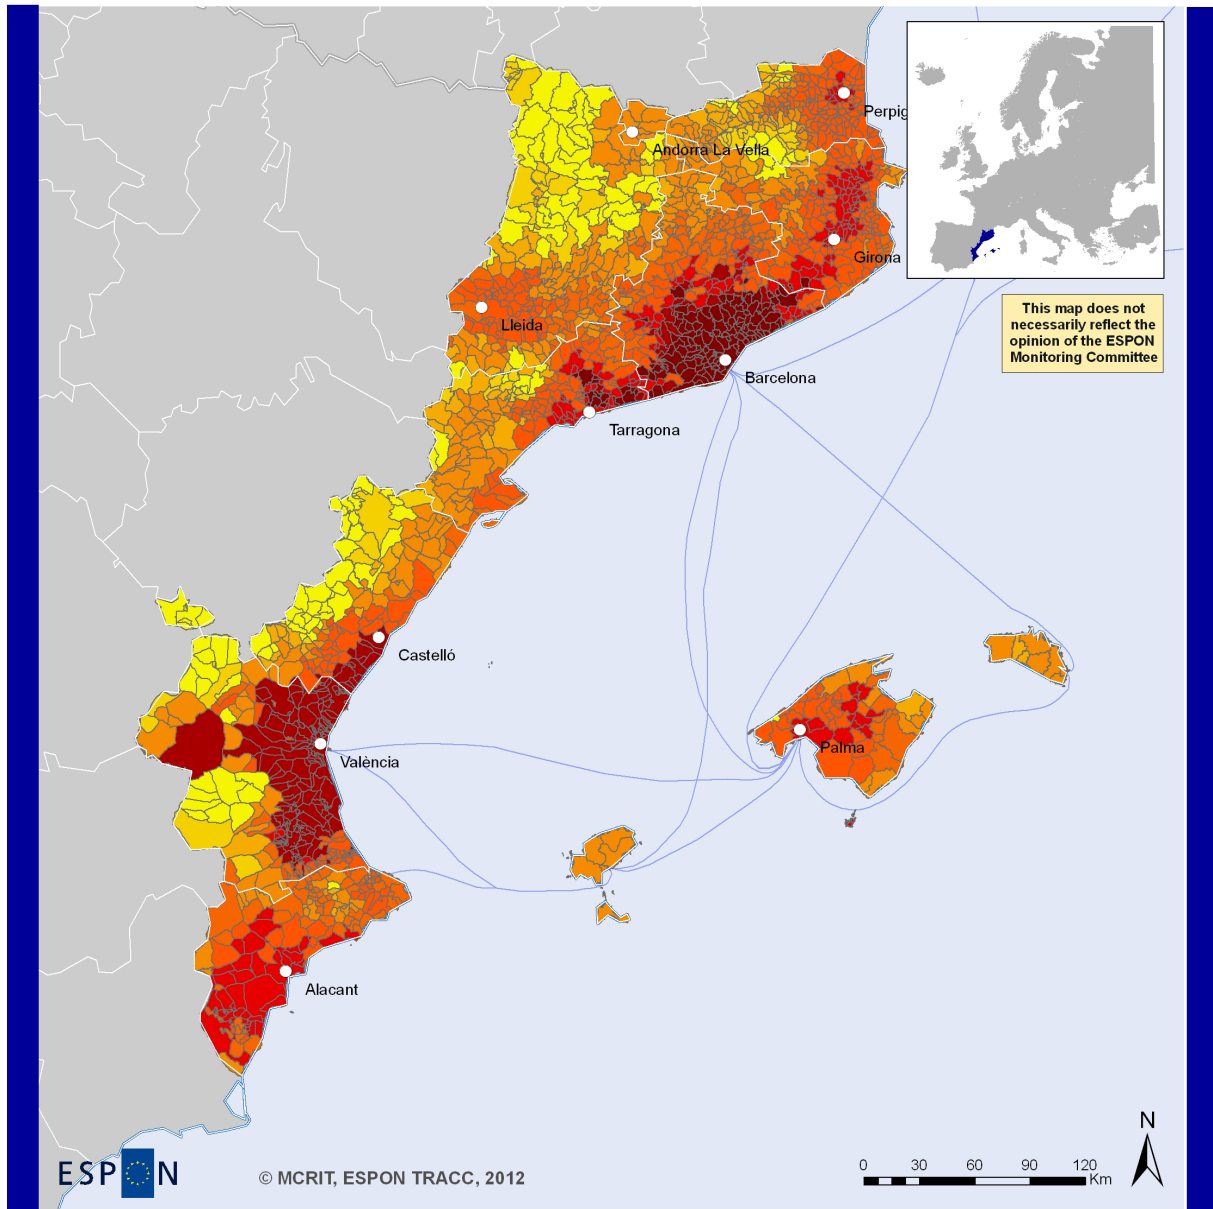 Perpig
Andorra La Vella
Girona
This map does not
necessarily reflect the
opinion of the ESPON
Monitoring Committee
Lleida
Barcelona
Tarragona
Castelló
Palma
València
Alacant
N
ESPON
© MCRIT, ESPON TRACC, 2012
0 30 60 90 120
Km